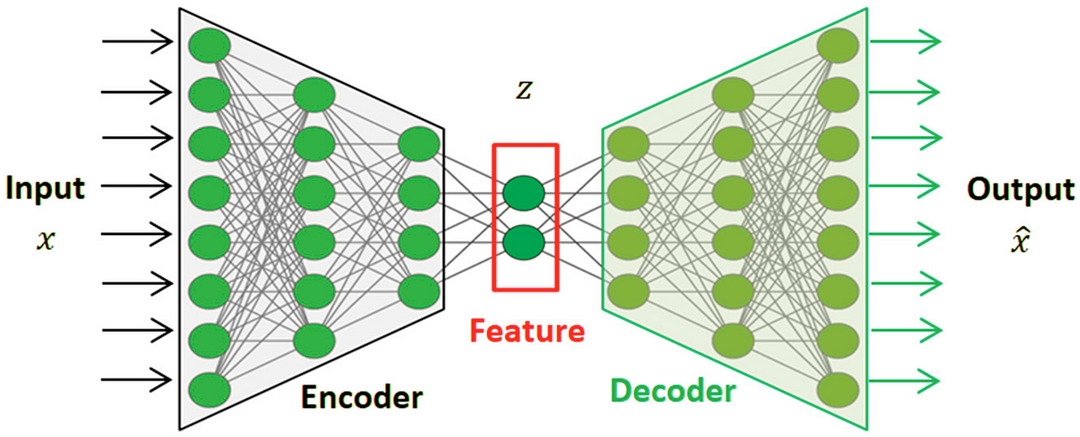 z
Input
x
Output
x̂
Feature
Encoder
Decoder